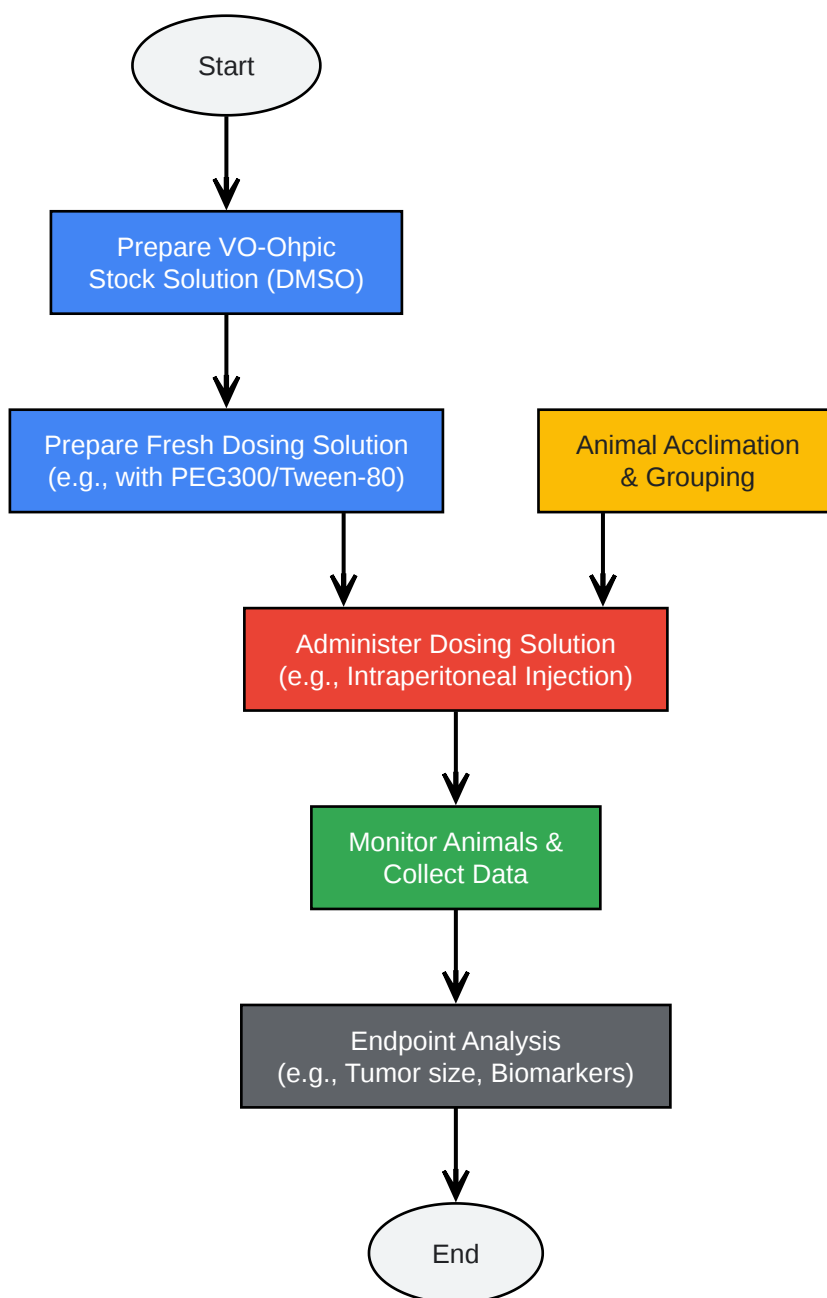 Start
Prepare VO-Ohpic
Stock Solution (DMSO)
Prepare Fresh Dosing Solution
(e.g., with PEG300/Tween-80)
Animal Acclimation
& Grouping
Administer Dosing Solution
(e.g., Intraperitoneal Injection)
Monitor Animals &
Collect Data
Endpoint Analysis
(e.g., Tumor size, Biomarkers)
End